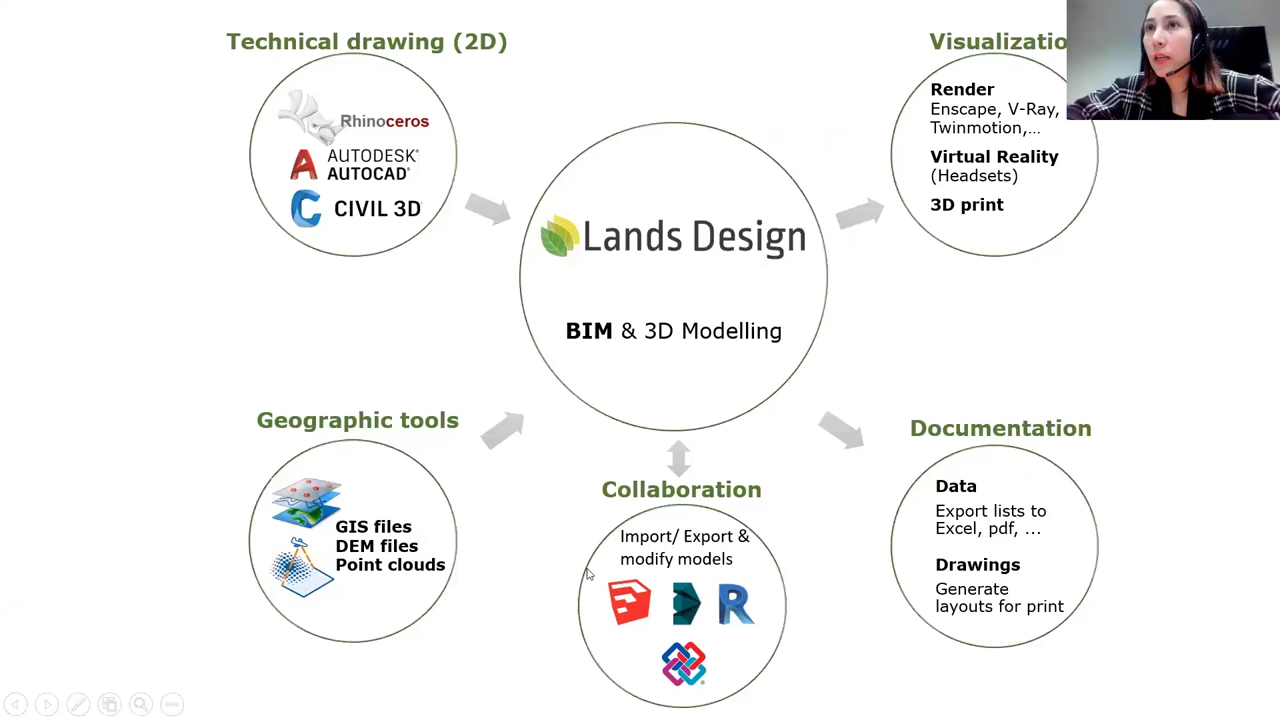 Technical drawing (2D)
Rhinoceros
AUTODESK®
AUTOCAD®
CIVIL 3D
Lands Design
BIM & 3D Modelling
Visualizatio
Render
Enscape, V-Ray,
Twinmotion,...
Virtual Reality
(Headsets)
3D print
Geographic tools
GIS files
DEM files
Point clouds
Collaboration
Import/ Export &
modify models
R
Documentation
Data
Export lists to
Excel, pdf, ...
Drawings
Generate
layouts for print